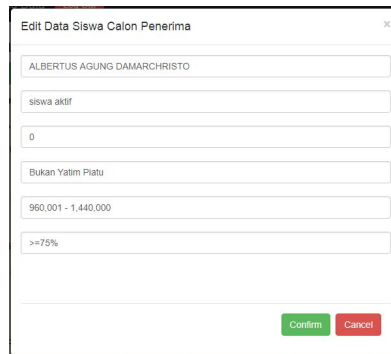 Edit Data Siswa Calon Penerima
×
ALBERTUS AGUNG DAMARCHRISTO
siswa aktif
0
Bukan Yatim Piatu
960,001 - 1,440,000
>=75%
Confirm Cancel